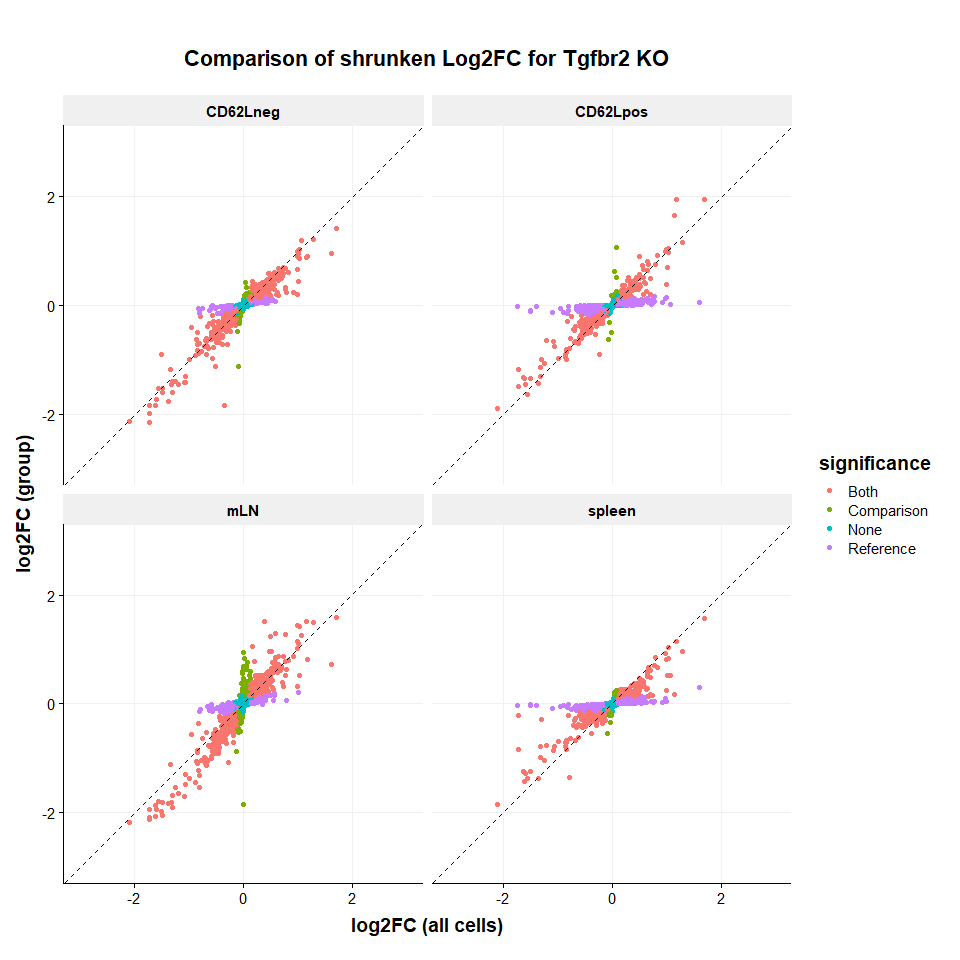 Comparison of shrunken Log2FC for Tgfbr2 KO
CD62Lneg
CD62Lpos
2
0
-2
mLN
spleen
2
0
-2
-2
0
2
-2
0
2
log2FC (group)
log2FC (all cells)
significance
Both
Comparison
None
Reference